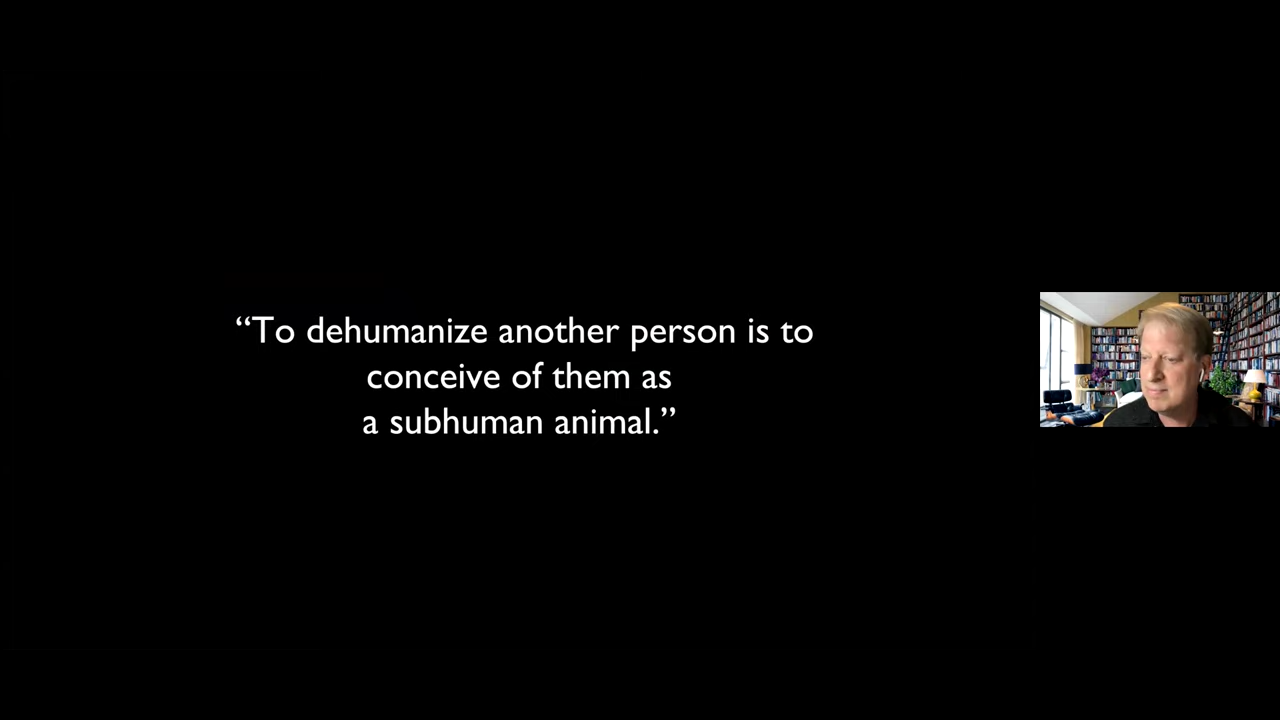 “To dehumanize another person is to
conceive of them as
a subhuman animal.”